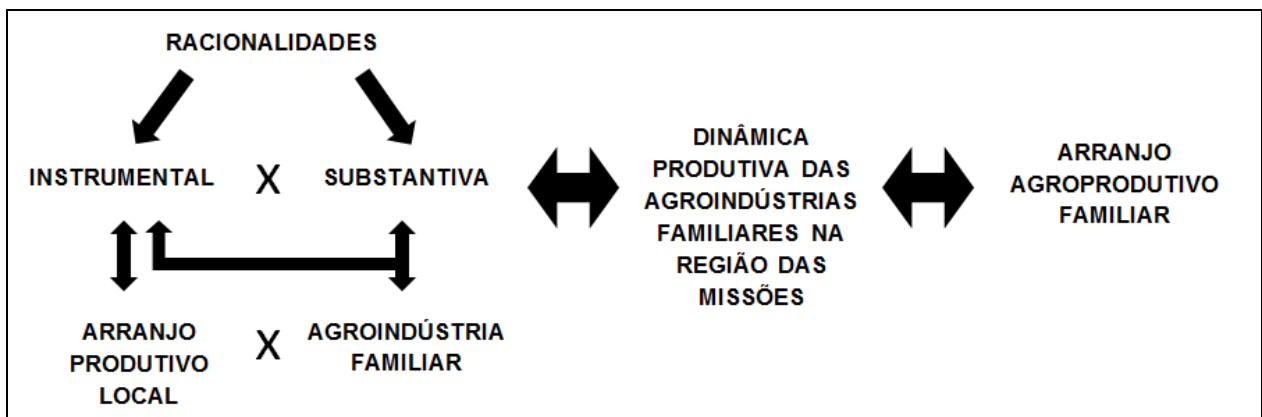 RACIONALIDADES
INSTRUMENTAL X SUBSTANTIVA
ARRANJO
PRODUTIVO
LOCAL
X
AGROINDÚSTRIA
FAMILIAR
DINÂMICA
PRODUTIVA DAS
AGROINDÚSTRIAS
FAMILIARES NA
REGIÃO DAS
MISSÕES
ARRANJO
AGROPRODUTIVO
FAMILIAR